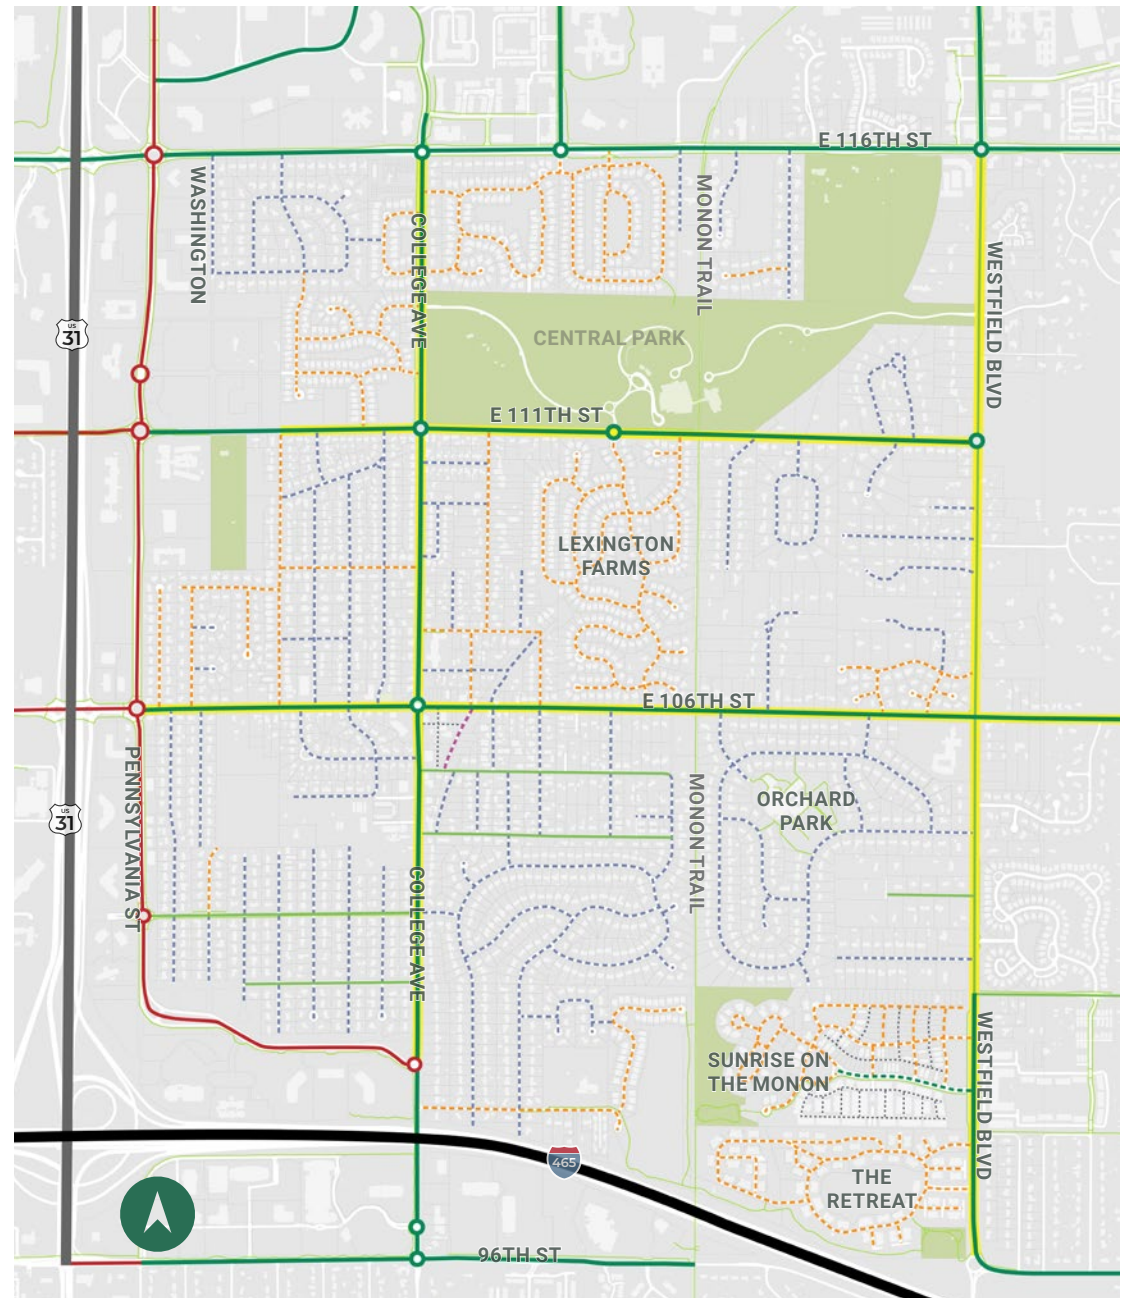 E 116TH ST
WASHINGTON
COLLEGE AVE
MONON TRAIL
WESTFIELD BLVD
US
31
CENTRAL PARK
E 111TH ST
LEXINGTON
FARMS
E 106TH ST
PENNSYLVANIA ST
US
31
MONON TRAIL
ORCHARD
PARK
COLLEGE AVE
SUNRISE ON
THE MONON
WESTFIELD BLVD
465
THE
RETREAT
96TH ST